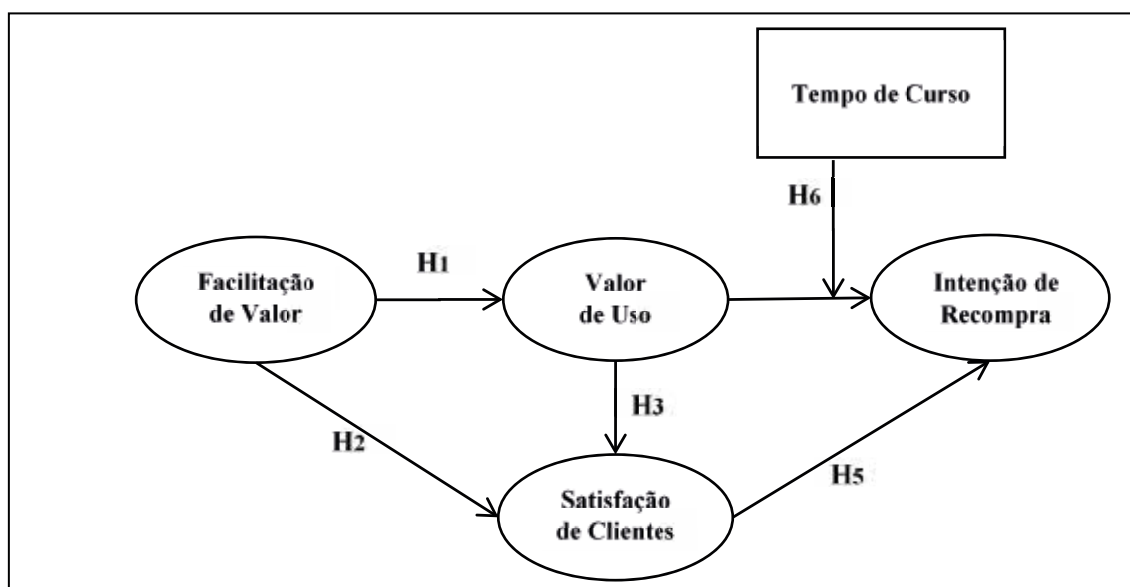 Tempo de Curso
H6
Facilitação
de Valor
H1
Valor
de Uso
Intenção de
Recompra
H2
H3
H5
Satisfação
de Clientes